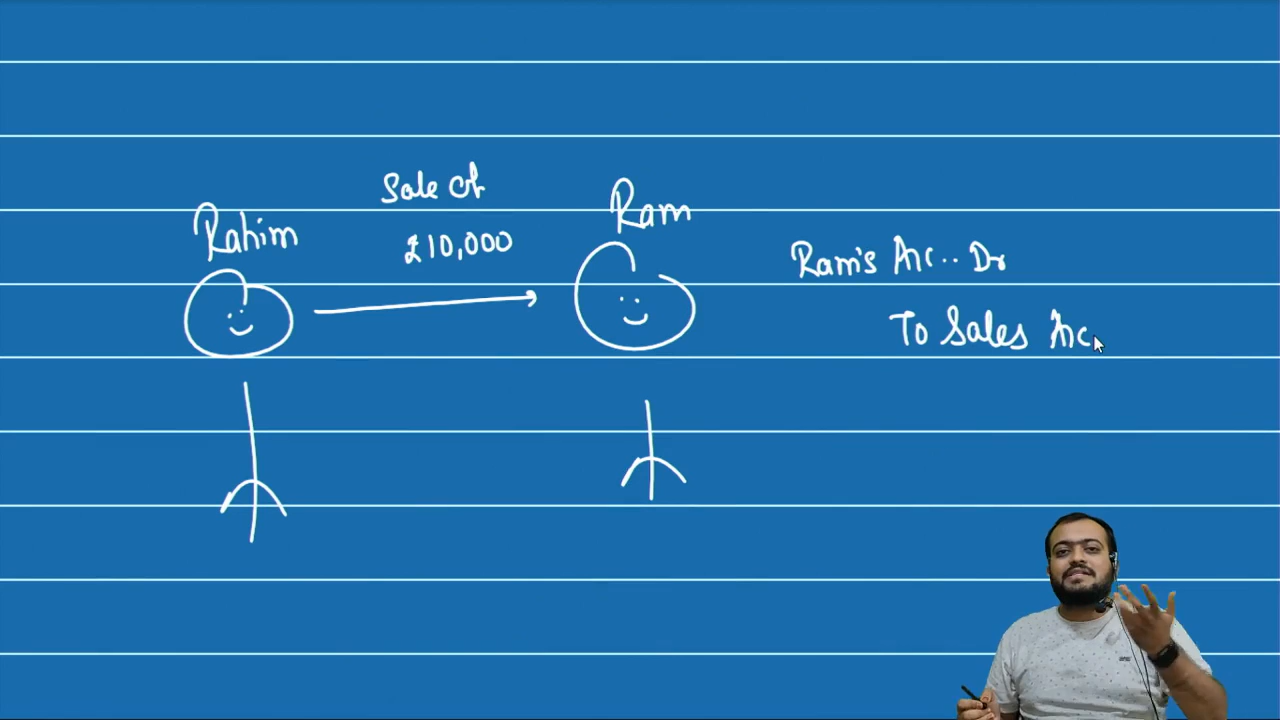 Sale of
₹10,000
Rahim
Ram
Ram's A/c.. Dr
To Sales A/c